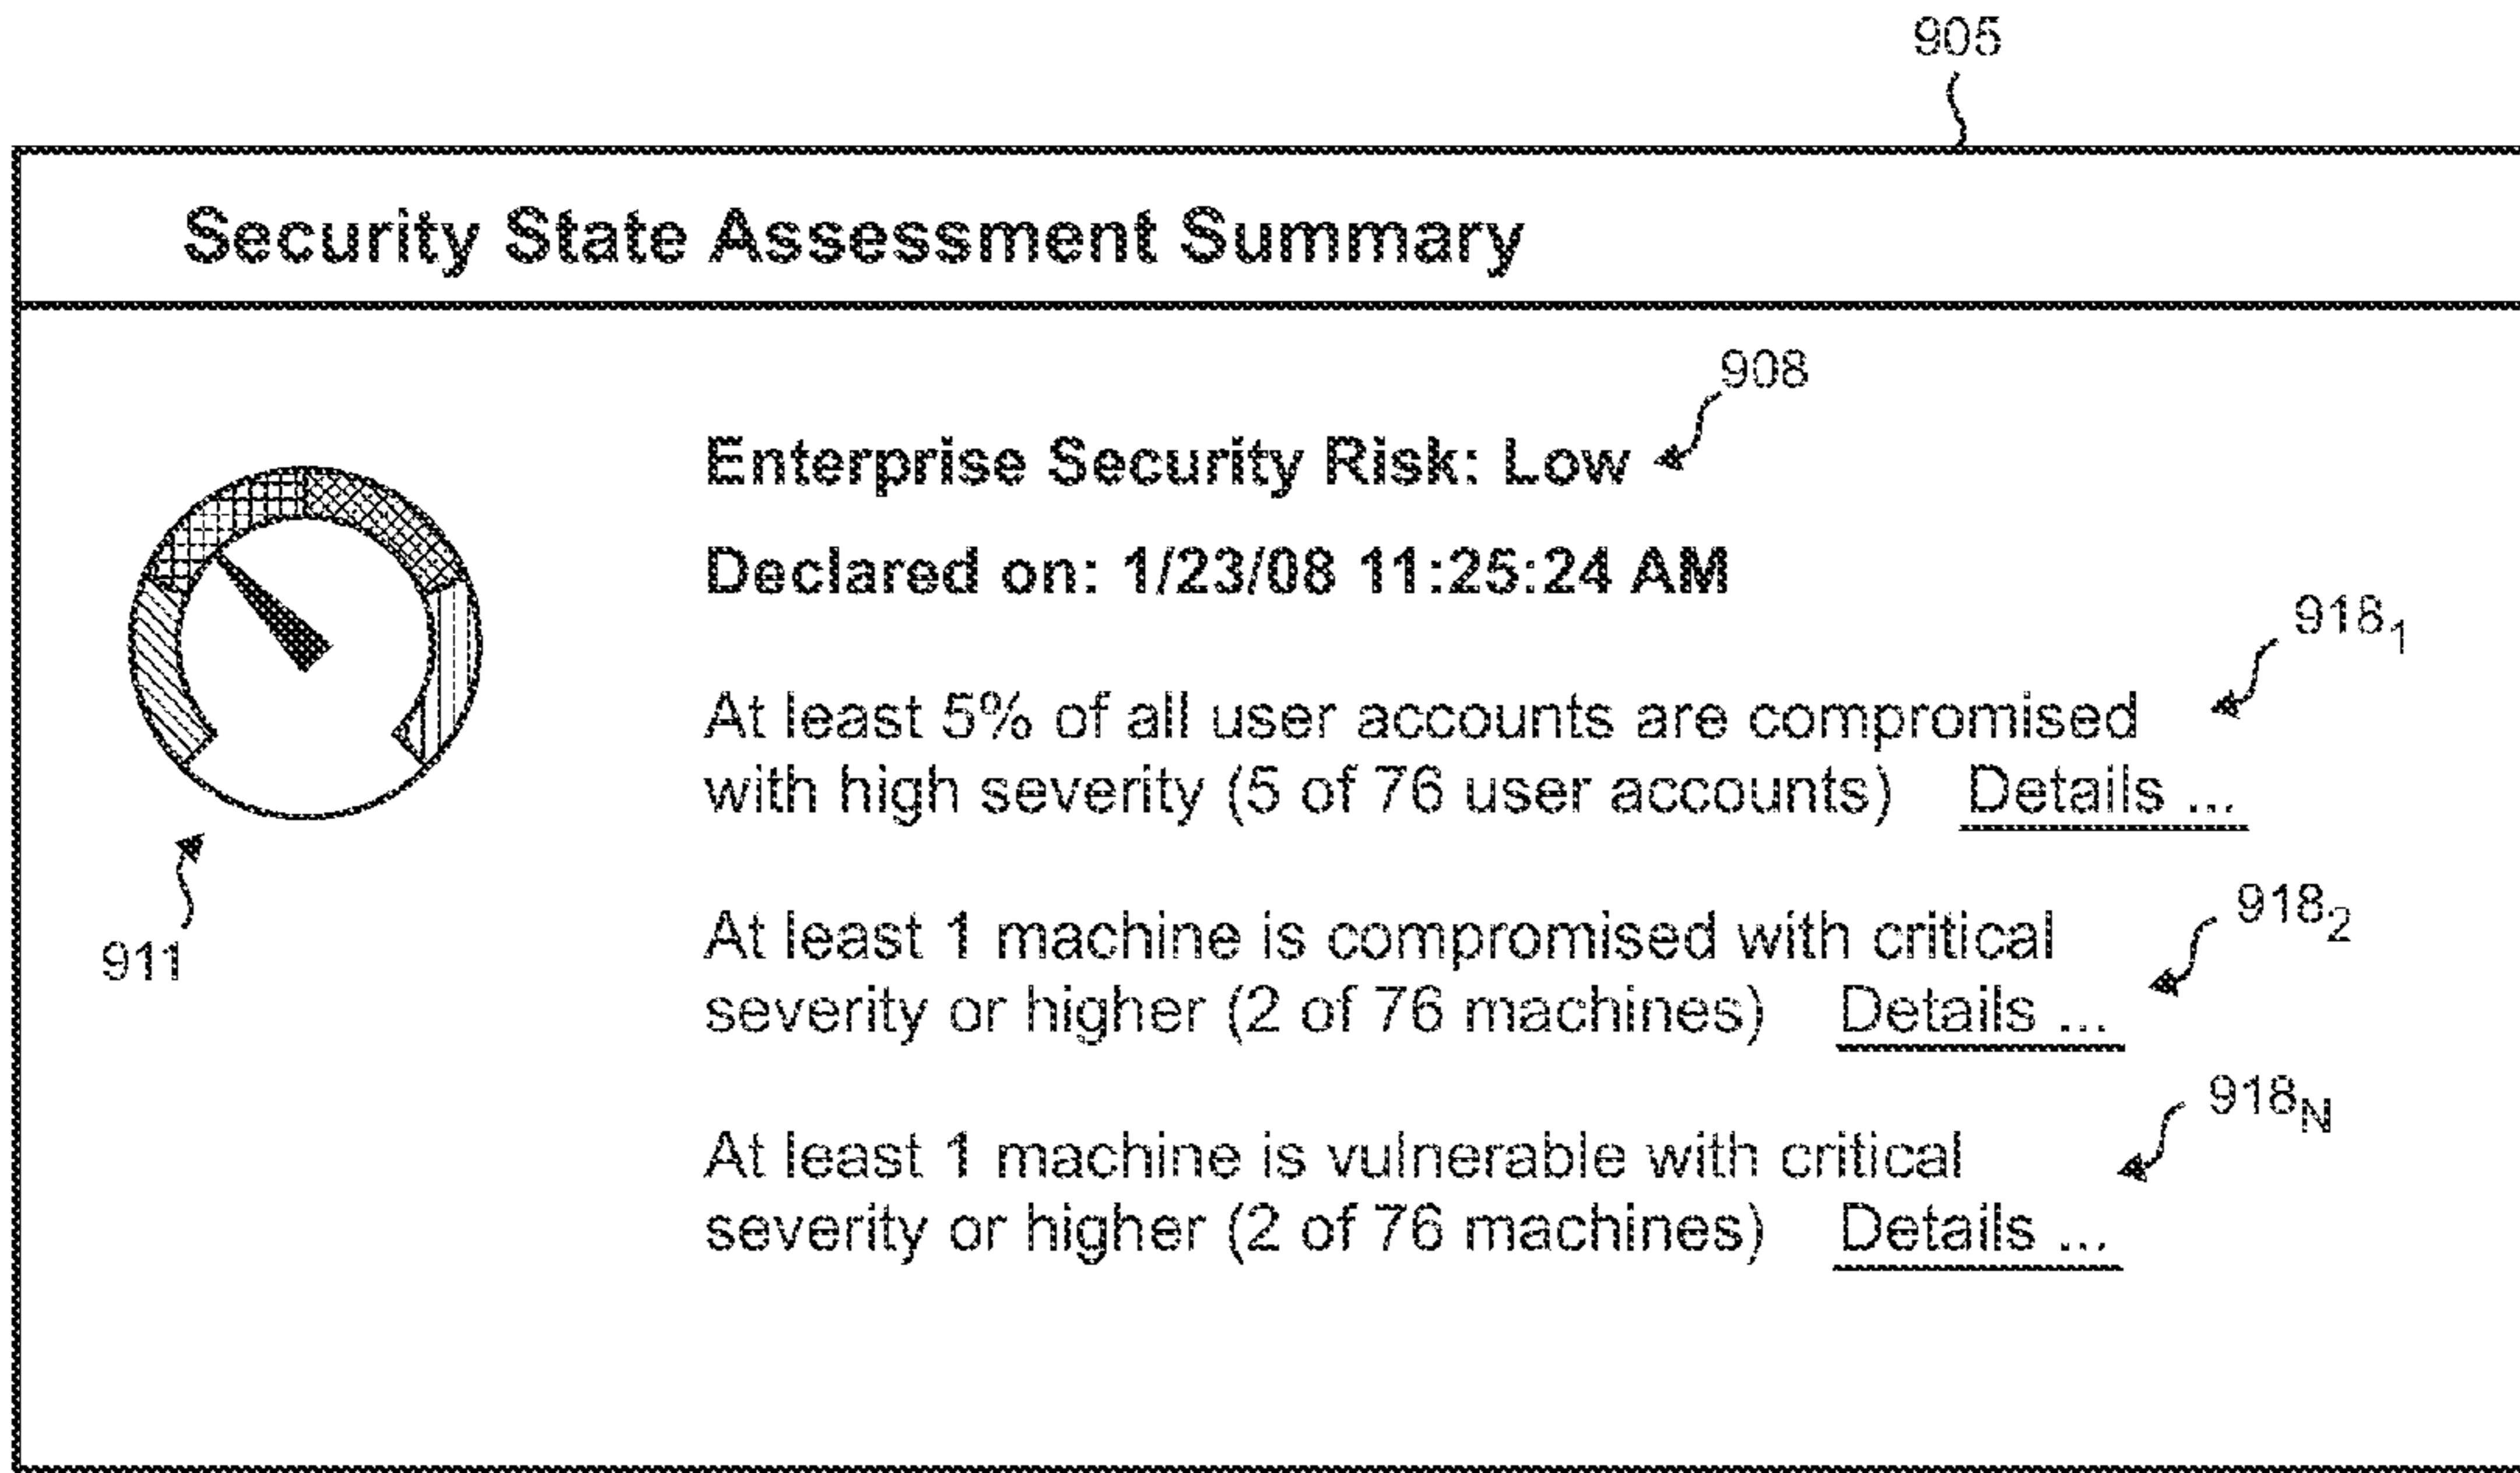 905
Security State Assessment Summary
908
Enterprise Security Risk: Low
Declared on: 1/23/08 11:25:24 AM
918₁
At least 5% of all user accounts are compromised
with high severity (5 of 76 user accounts) Details ...
918₂
At least 1 machine is compromised with critical
911
severity or higher (2 of 76 machines) Details ...
918N
At least 1 machine is vulnerable with critical
severity or higher (2 of 76 machines) Details ...